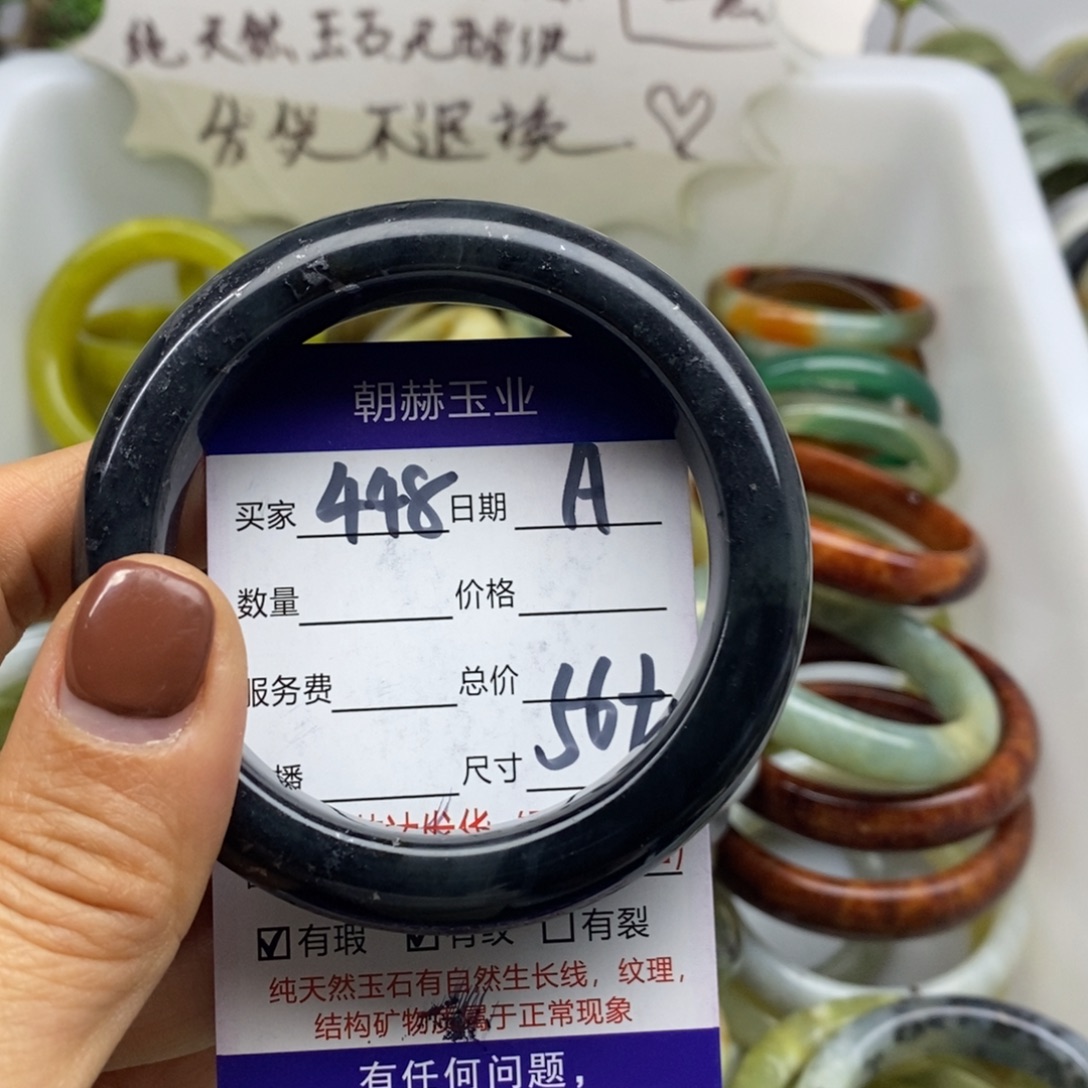 纯天然玉石无酸洗
售货不退换
朝赫玉业
买家 448 日期 A
数量 价格
服务费 总价
播 尺寸 56+
☑有瑕 ☑有纹 □有裂
纯天然玉石有自然生长线，纹理，
结构矿物质属于正常现象
有任何问题，